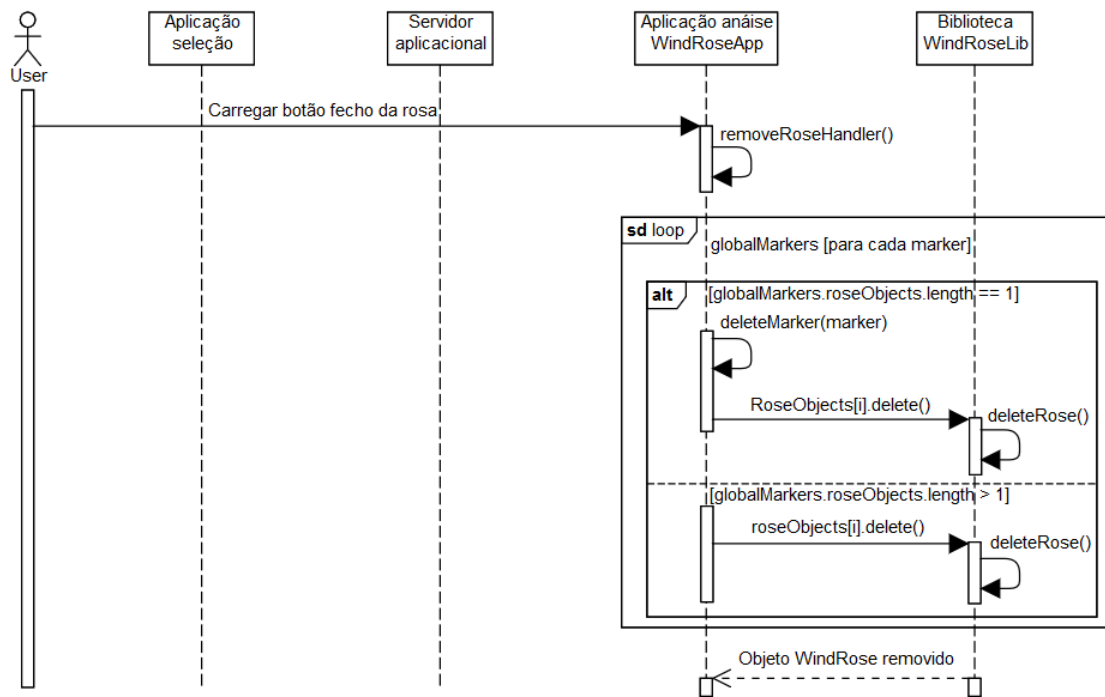 Aplicação
seleção
Servidor
aplicacional
Aplicação anáise
WindRoseApp
Biblioteca
WindRoseLib
User
Carregar botão fecho da rosa
removeRoseHandler()
sd loop
globalMarkers [para cada marker]
alt
[globalMarkers.roseObjects.length == 1]
deleteMarker(marker)
RoseObjects[i].delete()
deleteRose()
[globalMarkers.roseObjects.length > 1]
roseObjects[i].delete()
deleteRose()
Objeto WindRose removido